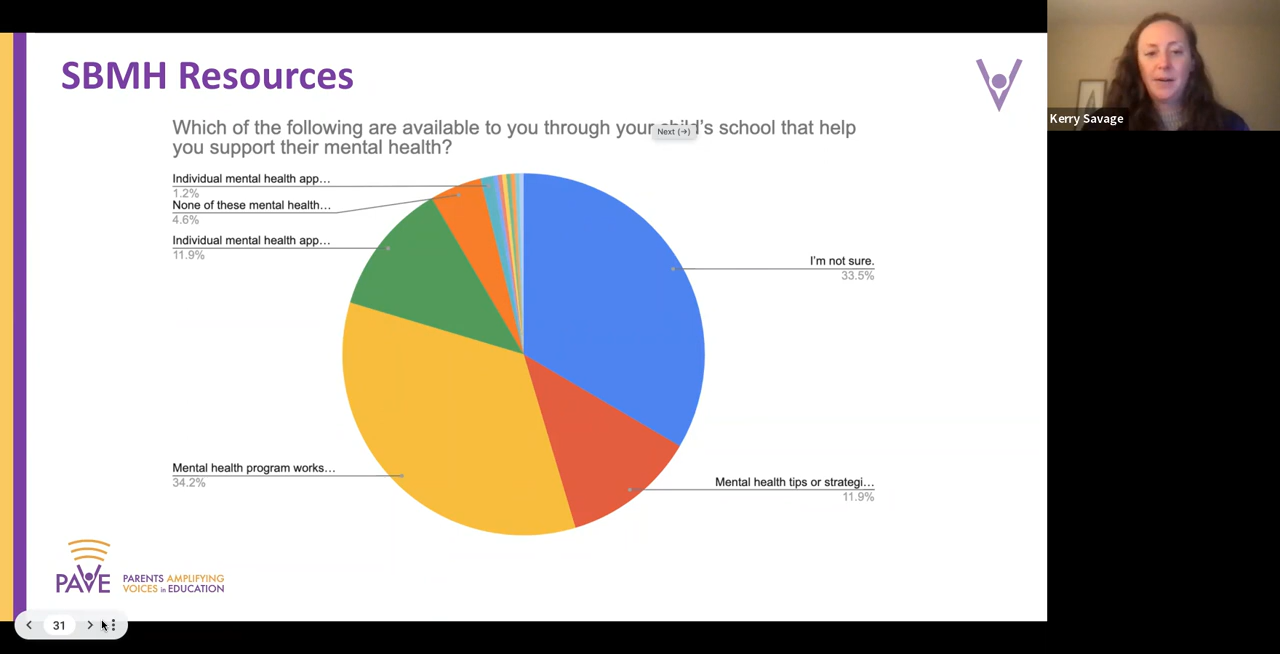 SBMH Resources
Which of the following are available to you through your child's school that help
you support their mental health?
Next (→)
Individual mental health app…
1.2%
None of these mental health…
4.6%
Individual mental health app…
11.9%
I'm not sure.
33.5%
Mental health program works…
34.2%
Mental health tips or strategi…
11.9%
PAVE
PARENTS AMPLIFYING
VOICES in EDUCATION
31
Kerry Savage